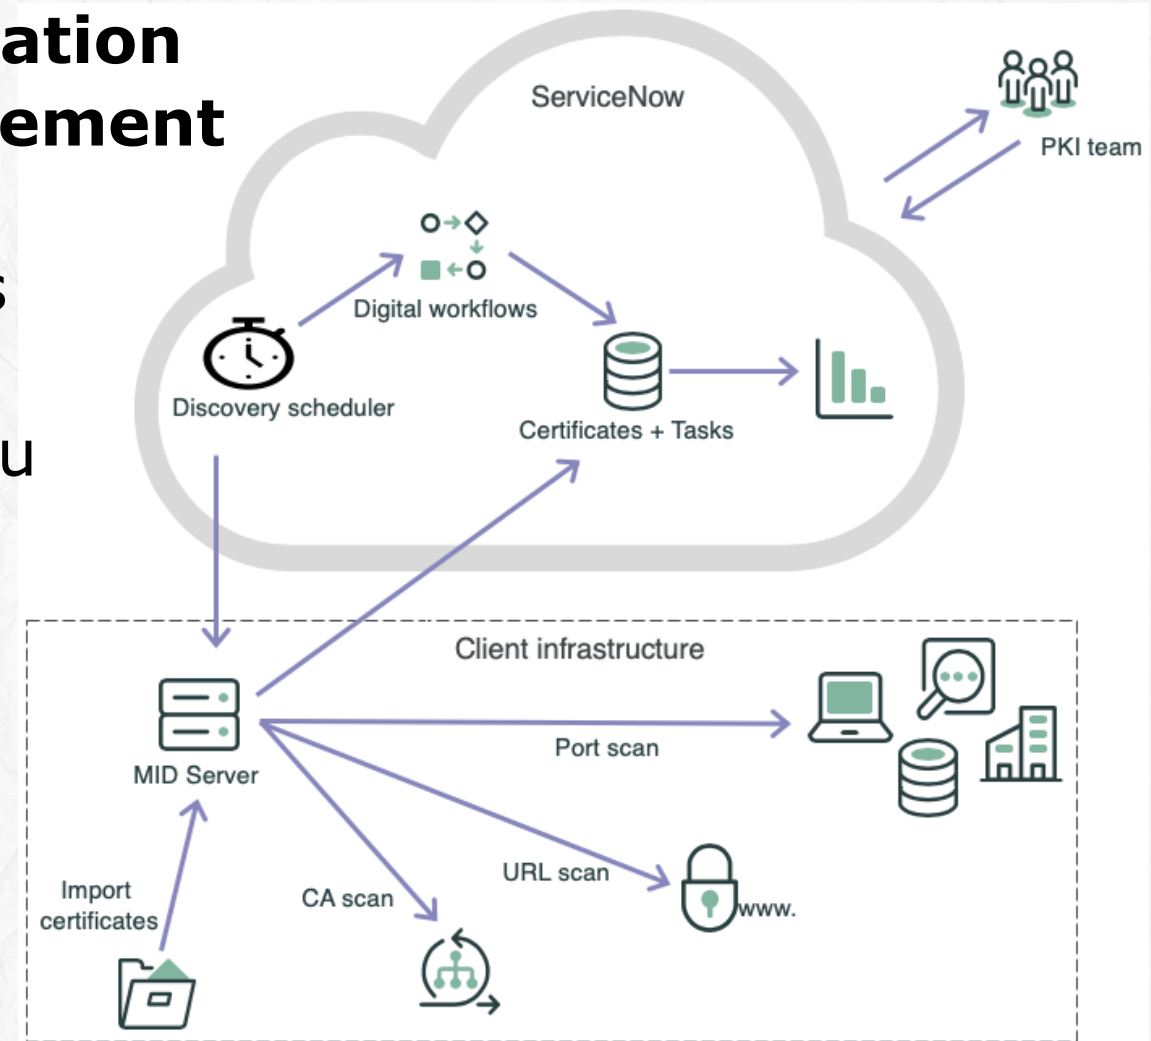 ation
ement
s
u
ServiceNow
PKI team
Digital workflows
Discovery scheduler
Certificates + Tasks
Client infrastructure
MID Server
Port scan
URL scan
CA scan
www.
Import
certificates